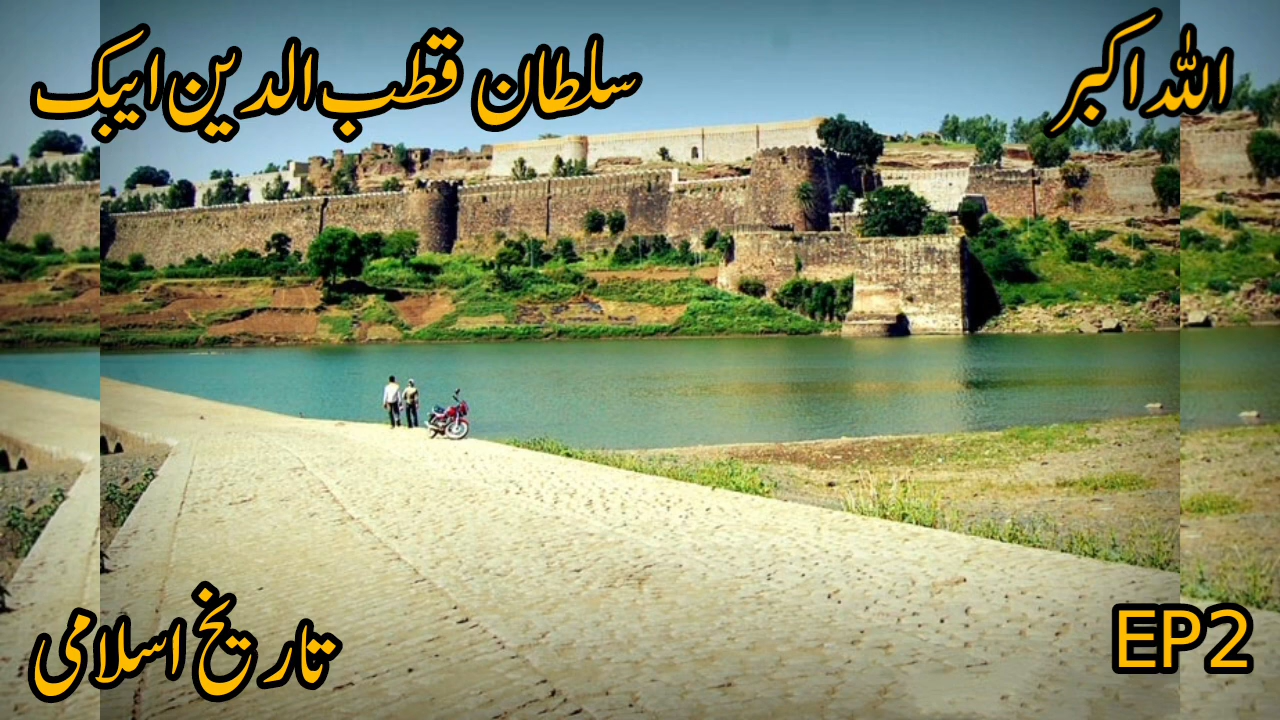 اللہ اکبر
سلطان قطب الدین ایبک
تاریخ اسلامی
EP2